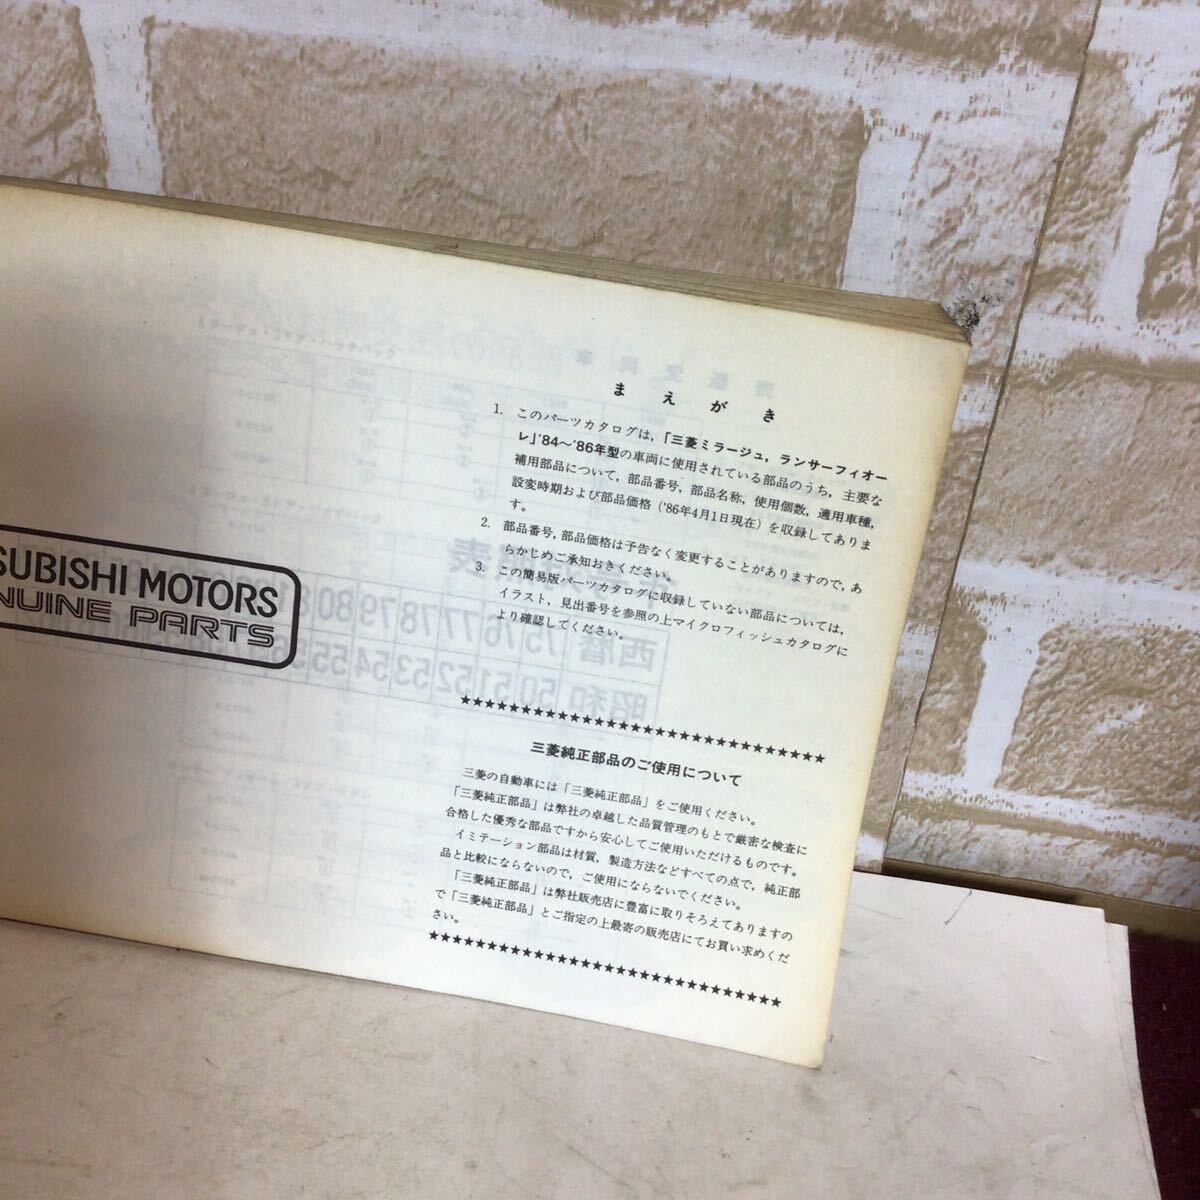 まえがき
1. このパーツカタログは，「三菱ミラージュ，ランサーフィオー
レ」'84〜'86年型の車両に使用されている部品のうち，主要な
補用部品について，部品番号，部品名称，使用個数，適用車種，
設変時期および部品価格（'86年4月1日現在）を収録してありま
す。
2. 部品番号，部品価格は予告なく変更することがありますので，あ
らかじめご承知おきください。
3. この簡易版パーツカタログに収録していない部品については，
イラスト，見出番号を参照の上マイクロフィッシュカタログに
より確認してください。
SUBISHI MOTORS
NUINE PARTS
★★★★★★★★★★★★★★★★★★★★★★★★★★★★★★
三菱純正部品のご使用について
三菱の自動車には「三菱純正部品」をご使用ください。
「三菱純正部品」は弊社の卓越した品質管理のもとで厳密な検査に
合格した優秀な部品ですから安心してご使用いただけるものです。
イミテーション部品は材質，製造方法などすべての点で，純正部
品と比較にならないので，ご使用にならないでください。
「三菱純正部品」は弊社販売店に豊富に取りそろえてありますの
で「三菱純正部品」とご指定の上最寄の販売店にてお買い求めくだ
さい。
★★★★★★★★★★★★★★★★★★★★★★★★★★★★★★